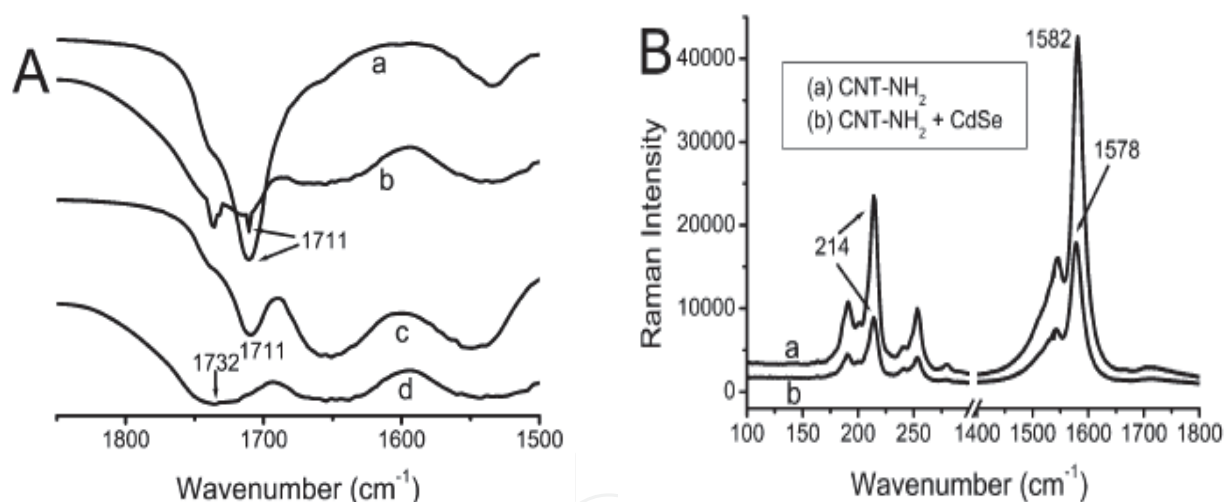 A
a
b
1711
c
1732
1711
d
1800
1700
1600
1500
Wavenumber (cm⁻¹)
B
Raman Intensity
40000
30000
20000
10000
0
(a) CNT-NH₂
(b) CNT-NH₂ + CdSe
1582
1578
214
a
b
100
150
200
250
1400
1500
1600
1700
1800
Wavenumber (cm⁻¹)